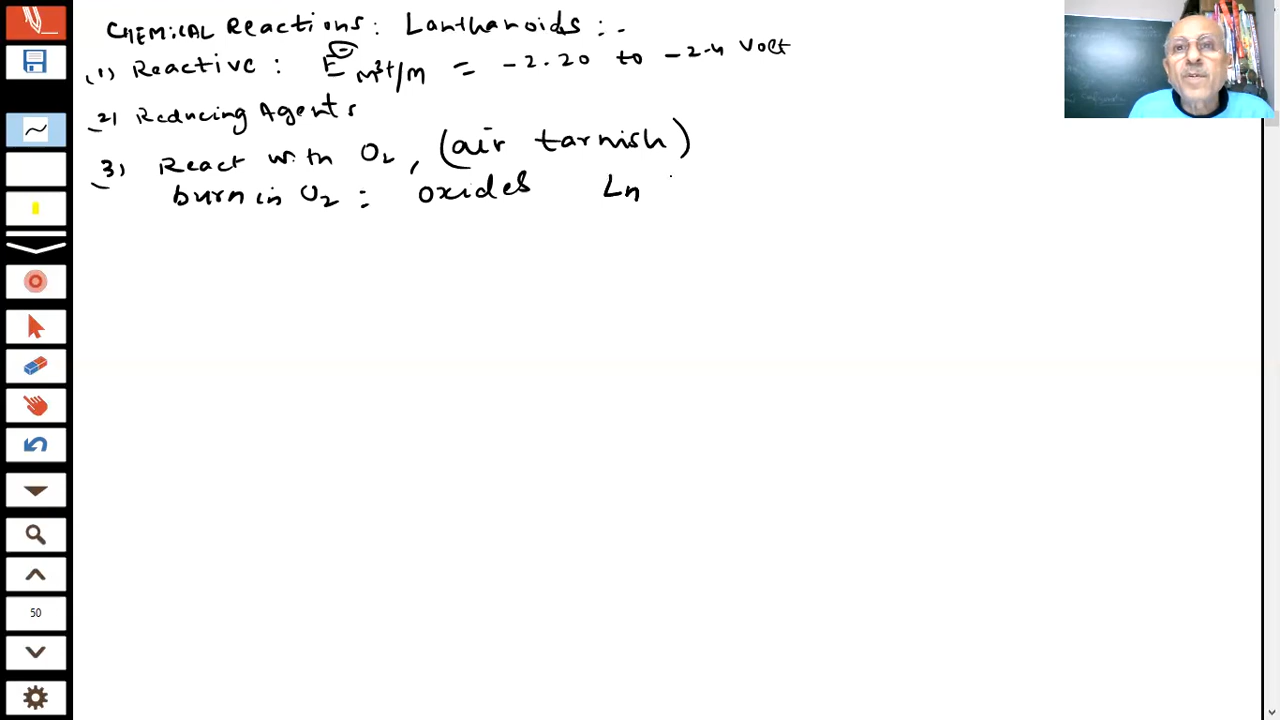 CHEMICAL Reactions: Lanthanoids :-
(1) Reactive : E⊖ M3+/M = -2.20 to -2.4 Volt
(2) Reducing Agents
(3) React with O2, (air tarnish)
burn in O2 : oxides Ln
50